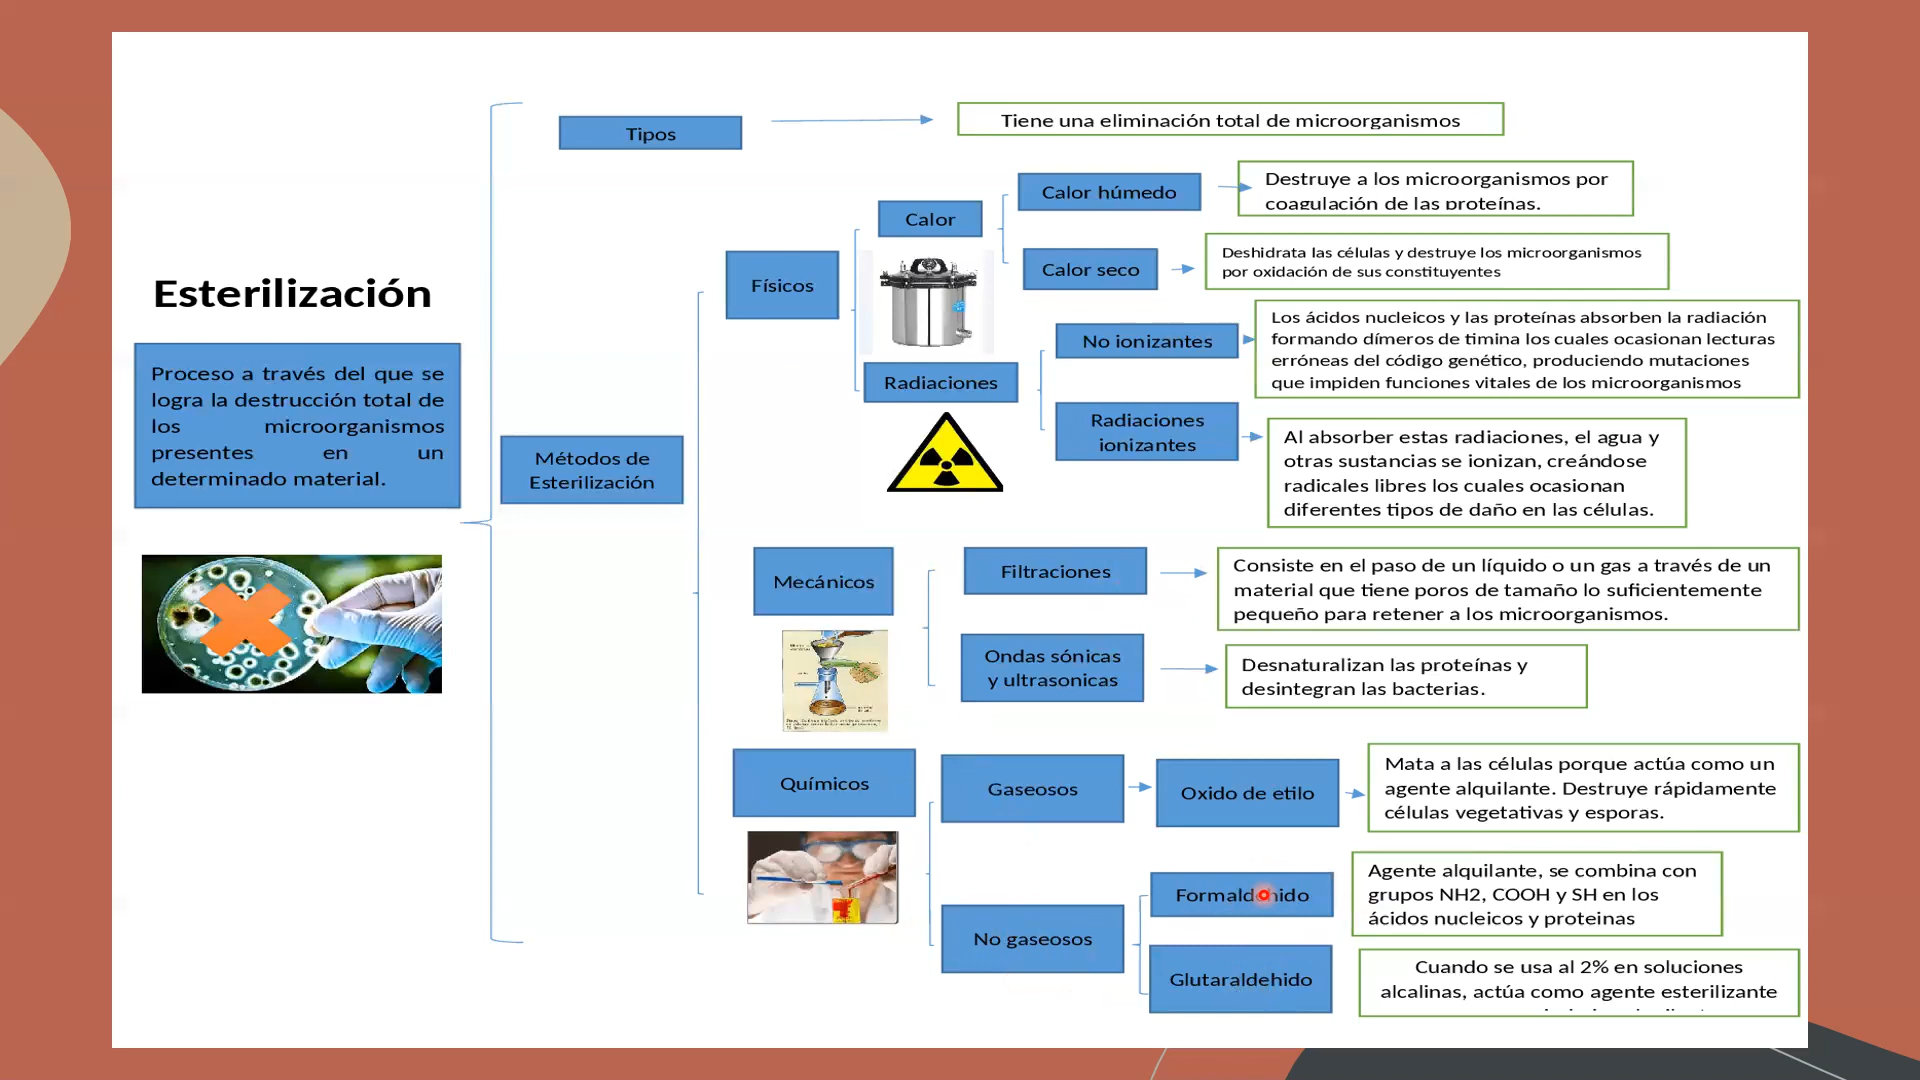 Esterilización
Proceso a través del que se
logra la destrucción total de
los microorganismos
presentes en un
determinado material.
Tipos
Tiene una eliminación total de microorganismos
Métodos de
Esterilización
Físicos
Calor
Calor húmedo
Destruye a los microorganismos por
coagulación de las proteínas.
Calor seco
Deshidrata las células y destruye los microorganismos
por oxidación de sus constituyentes
Radiaciones
No ionizantes
Los ácidos nucleicos y las proteínas absorben la radiación
formando dímeros de timina los cuales ocasionan lecturas
erróneas del código genético, produciendo mutaciones
que impiden funciones vitales de los microorganismos
Radiaciones
ionizantes
Al absorber estas radiaciones, el agua y
otras sustancias se ionizan, creándose
radicales libres los cuales ocasionan
diferentes tipos de daño en las células.
Mecánicos
Filtraciones
Consiste en el paso de un líquido o un gas a través de un
material que tiene poros de tamaño lo suficientemente
pequeño para retener a los microorganismos.
Ondas sónicas
y ultrasonicas
Desnaturalizan las proteínas y
desintegran las bacterias.
Químicos
Gaseosos
Oxido de etilo
Mata a las células porque actúa como un
agente alquilante. Destruye rápidamente
células vegetativas y esporas.
No gaseosos
Formaldehido
Agente alquilante, se combina con
grupos NH2, COOH y SH en los
ácidos nucleicos y proteinas
Glutaraldehido
Cuando se usa al 2% en soluciones
alcalinas, actúa como agente esterilizante